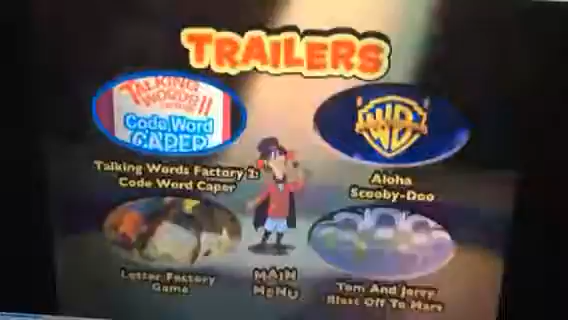 TRAILERS
TALKING
WORDS II
Code Word
CAPER
WB
Talking Words Factory 2:
Code Word Caper
Aloha
Scooby-Doo
Letter Factory
Game
MAIN
MENU
Tom And Jerry
Blast Off To Mars